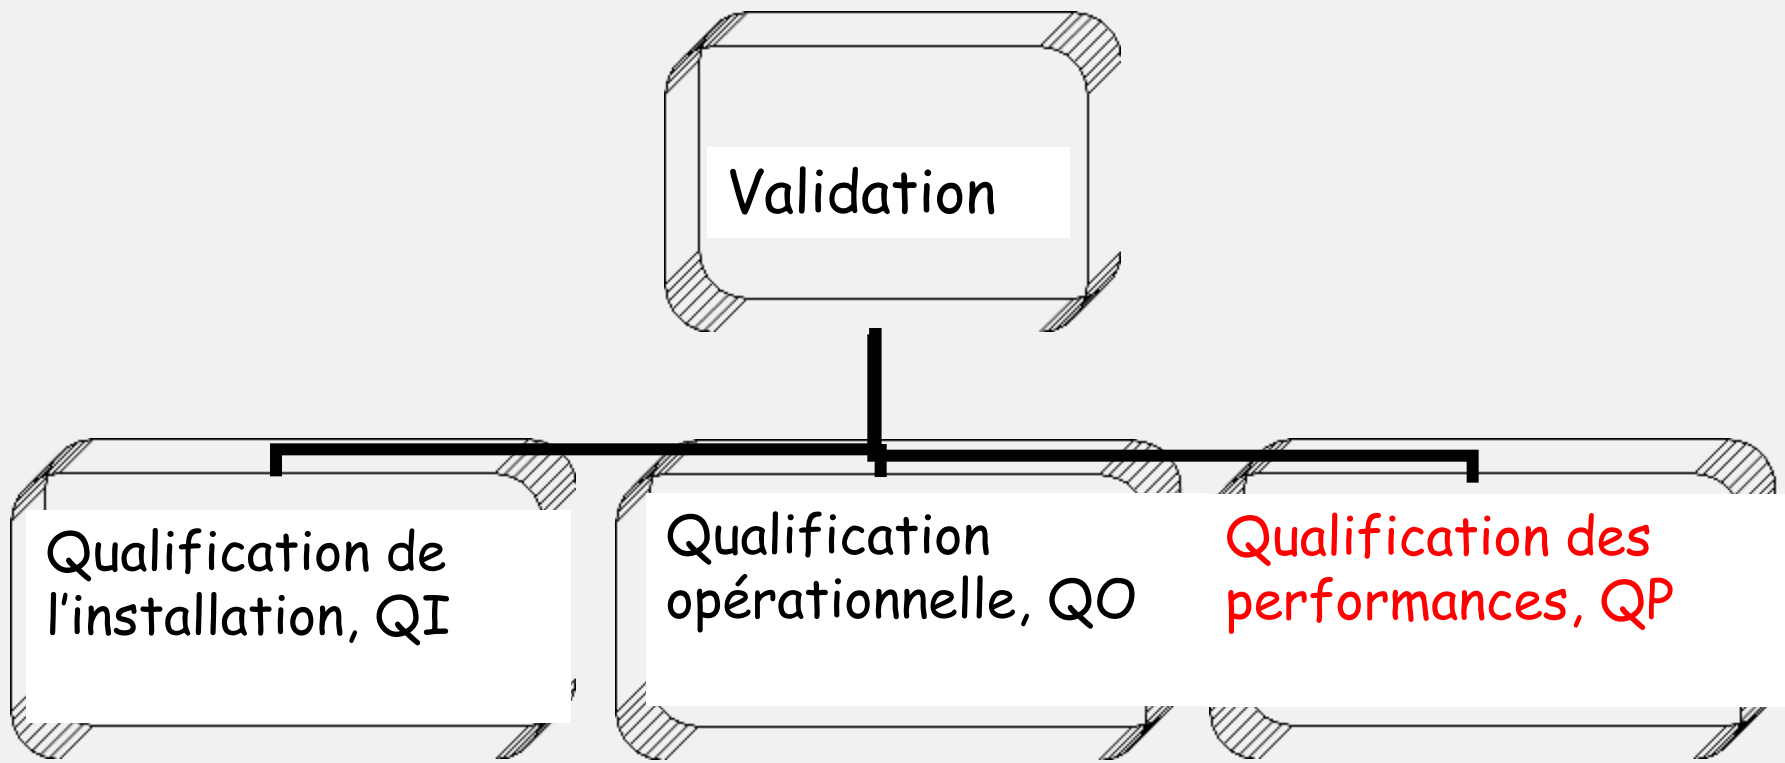 Validation
Qualification de
l'installation, QI
Qualification
opérationnelle, QO
Qualification des
performances, QP